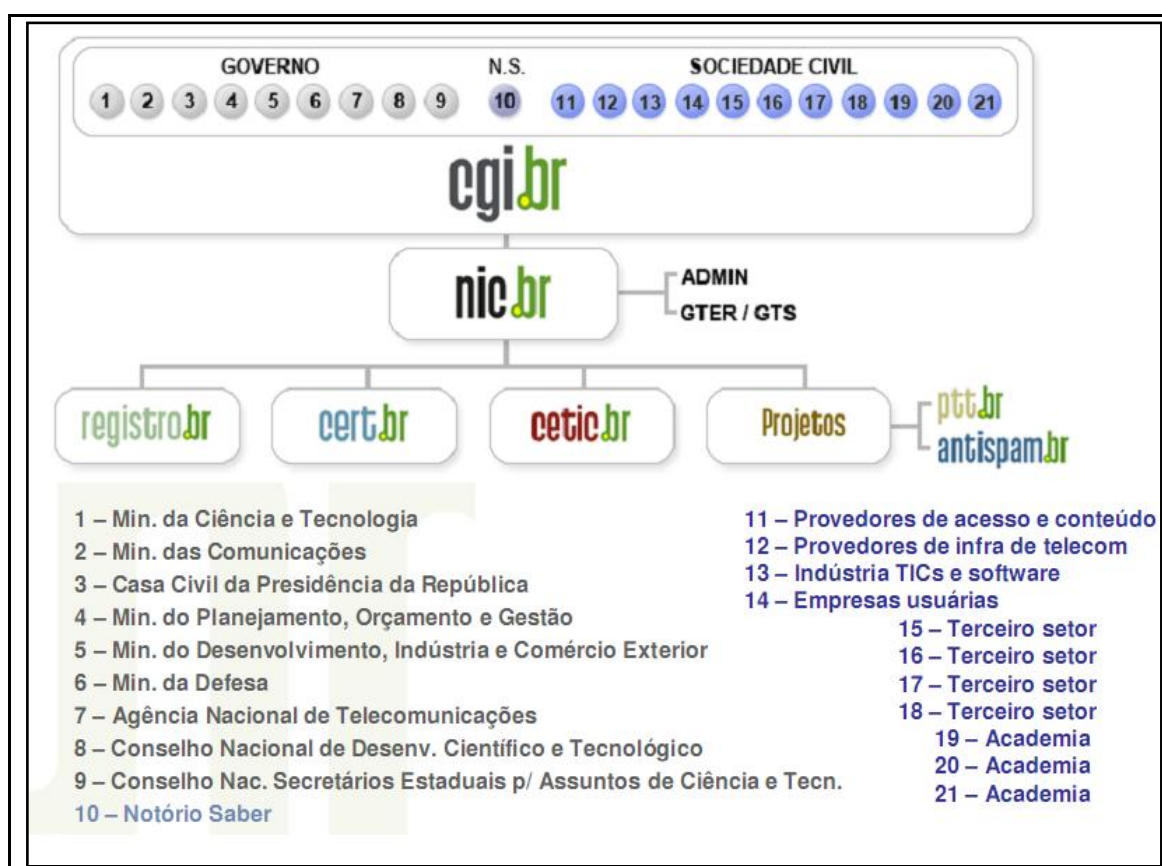 GOVERNO N.S. SOCIEDADE CIVIL
1 2 3 4 5 6 7 8 9 10 11 12 13 14 15 16 17 18 19 20 21
cgi.br
nic.br
ADMIN
GTER / GTS
registro.br cert.br cetic.br Projetos
ptt.br
antispam.br
1 – Min. da Ciência e Tecnologia
2 – Min. das Comunicações
3 – Casa Civil da Presidência da República
4 – Min. do Planejamento, Orçamento e Gestão
5 – Min. do Desenvolvimento, Indústria e Comércio Exterior
6 – Min. da Defesa
7 – Agência Nacional de Telecomunicações
8 – Conselho Nacional de Desenv. Científico e Tecnológico
9 – Conselho Nac. Secretários Estaduais p/ Assuntos de Ciência e Tecn.
10 – Notório Saber
11 – Provedores de acesso e conteúdo
12 – Provedores de infra de telecom
13 – Indústria TICs e software
14 – Empresas usuárias
15 – Terceiro setor
16 – Terceiro setor
17 – Terceiro setor
18 – Terceiro setor
19 – Academia
20 – Academia
21 – Academia